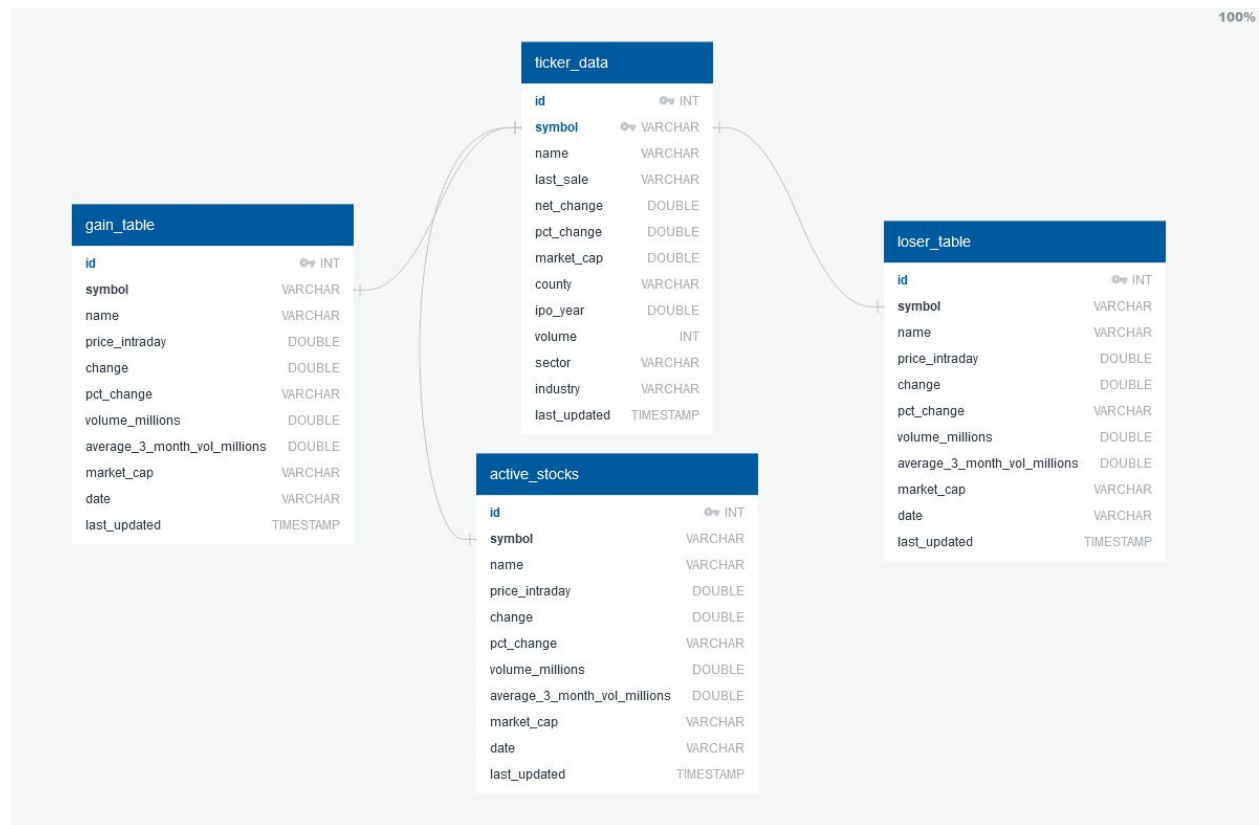 100%
ticker_data
id INT
symbol VARCHAR
name VARCHAR
last_sale VARCHAR
net_change DOUBLE
pct_change DOUBLE
market_cap DOUBLE
county VARCHAR
ipo_year DOUBLE
volume INT
sector VARCHAR
industry VARCHAR
last_updated TIMESTAMP
gain_table
id INT
symbol VARCHAR
name VARCHAR
price_intraday DOUBLE
change DOUBLE
pct_change VARCHAR
volume_millions DOUBLE
average_3_month_vol_millions DOUBLE
market_cap VARCHAR
date VARCHAR
last_updated TIMESTAMP
loser_table
id INT
symbol VARCHAR
name VARCHAR
price_intraday DOUBLE
change DOUBLE
pct_change VARCHAR
volume_millions DOUBLE
average_3_month_vol_millions DOUBLE
market_cap VARCHAR
date VARCHAR
last_updated TIMESTAMP
active_stocks
id INT
symbol VARCHAR
name VARCHAR
price_intraday DOUBLE
change DOUBLE
pct_change VARCHAR
volume_millions DOUBLE
average_3_month_vol_millions DOUBLE
market_cap VARCHAR
date VARCHAR
last_updated TIMESTAMP